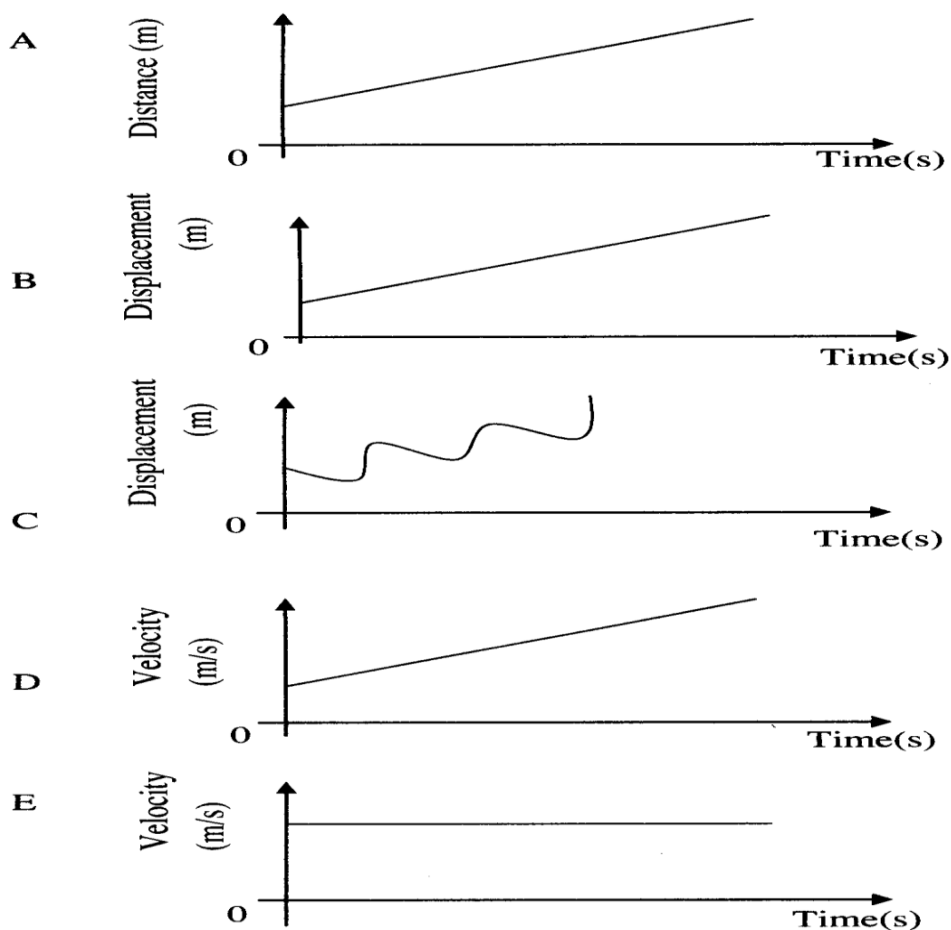 A
Distance (m)
O
Time(s)
B
Displacement
(m)
O
Time(s)
C
Displacement
(m)
O
Time(s)
D
Velocity
(m/s)
O
Time(s)
E
Velocity
(m/s)
O
Time(s)